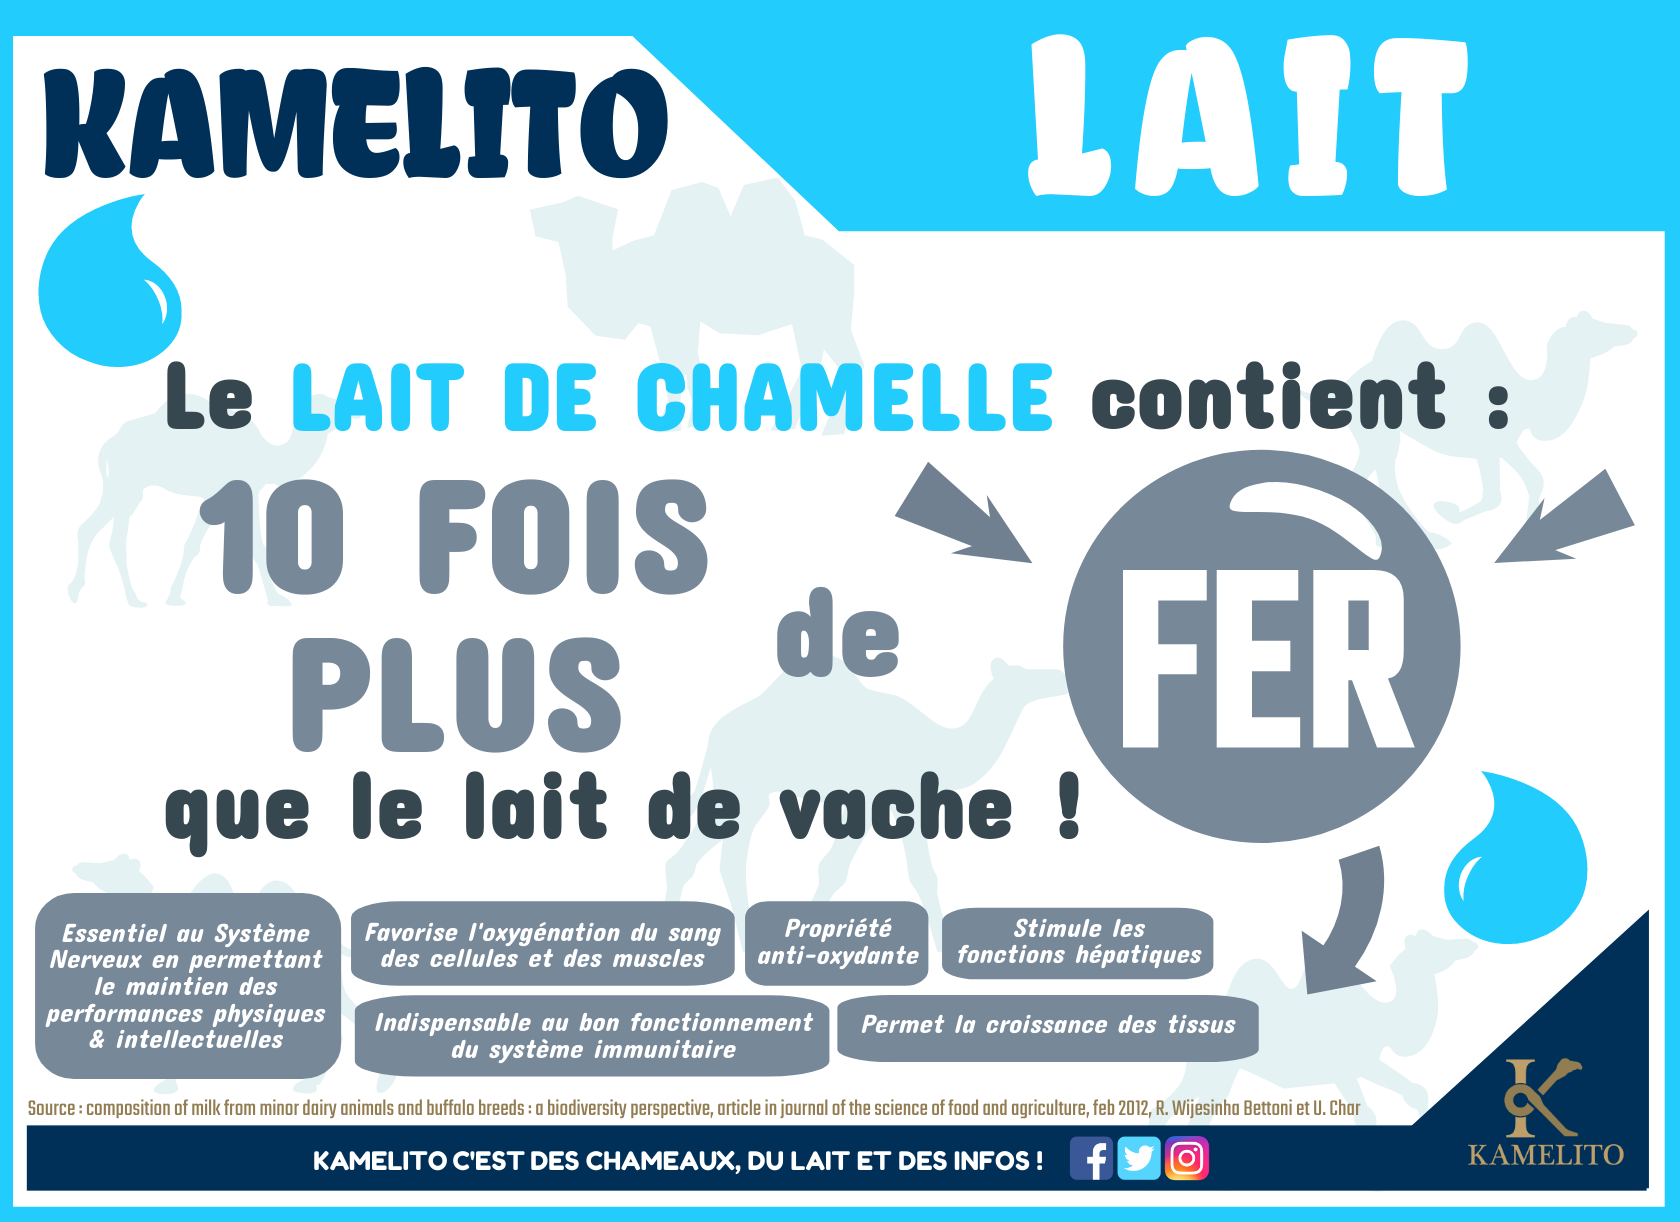 KAMELITO
LAIT
Le LAIT DE CHAMELLE contient :
10 FOIS
PLUS
de
FER
que le lait de vache !
Essentiel au Système
Nerveux en permettant
le maintien des
performances physiques
& intellectuelles
Favorise l'oxygénation du sang
des cellules et des muscles
Propriété
anti-oxydante
Stimule les
fonctions hépatiques
Indispensable au bon fonctionnement
du système immunitaire
Permet la croissance des tissus
Source : composition of milk from minor dairy animals and buffalo breeds : a biodiversity perspective, article in journal of the science of food and agriculture, feb 2012, R. Wijesinha Bettoni et U. Char
KAMELITO C'EST DES CHAMEAUX, DU LAIT ET DES INFOS !
KAMELITO